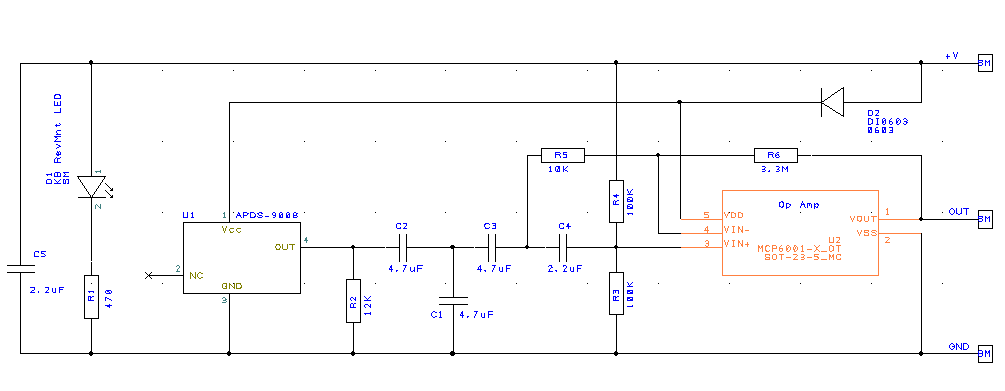 +V
BM
D2
DI0603
0603
D1
KB RevMnt LED
SM
1
2
R5
10K
R6
3.3M
R4
100K
Op Amp
U1
APDS-9008
1
Vcc
OUT
4
2
NC
GND
3
C2
4.7uF
C3
4.7uF
C4
2.2uF
5
VDD
4
VIN-
3
VIN+
VOUT
1
VSS
2
U2
MCP6001-X_OT
SOT-23-5_MC
OUT
BM
C5
2.2uF
R1
470
R2
12K
C1
4.7uF
R3
100K
GND
BM